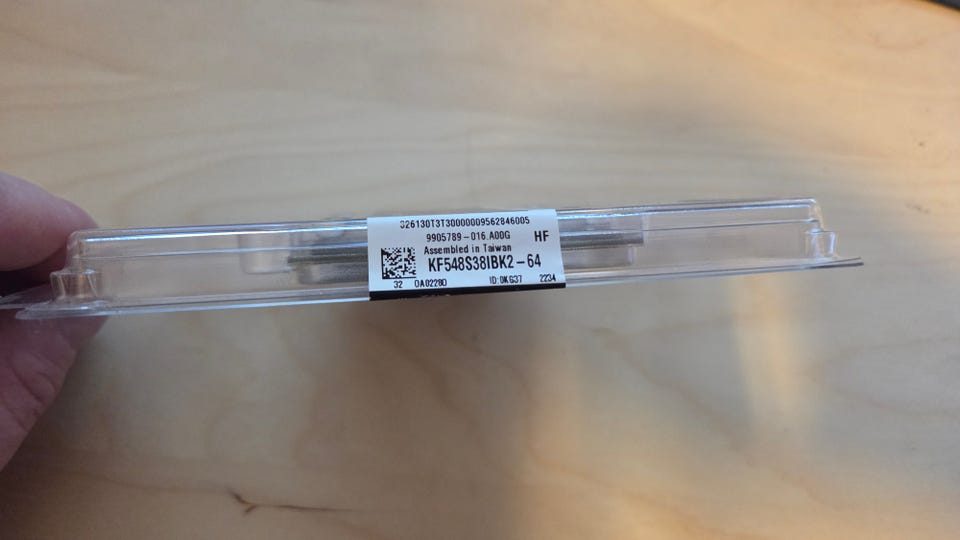 S26130T3T30000009562846005
9905789-016.A00G
HF
Assembled in Taiwan
KF548S38IBK2-64
32 0A0228D ID:0KG37 2234